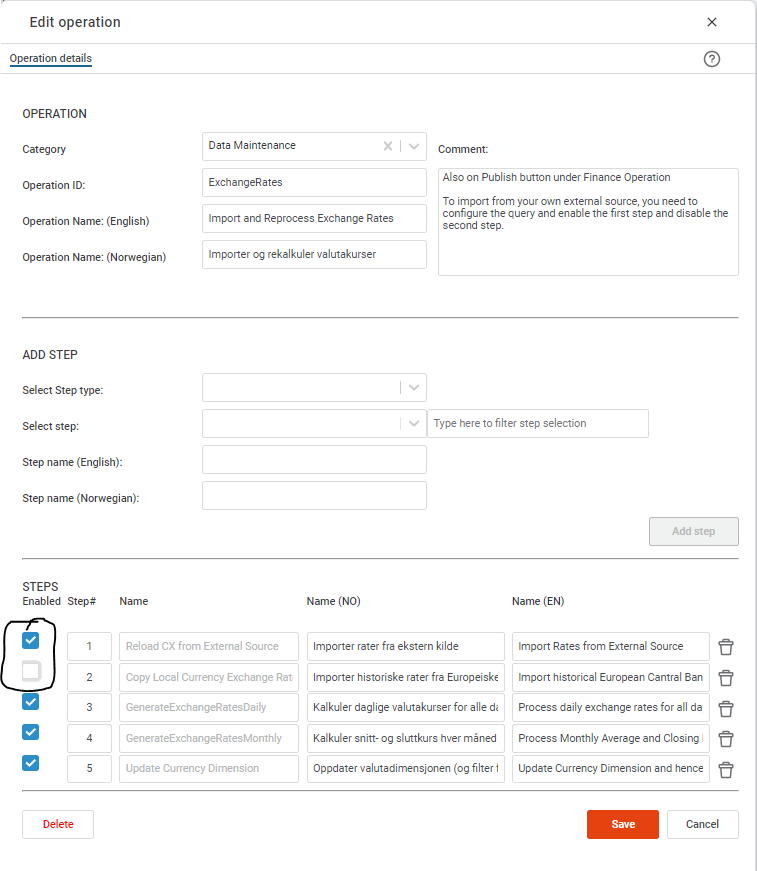 Edit operation
Operation details
OPERATION
Category
Data Maintenance
Comment:
Operation ID:
ExchangeRates
Also on Publish button under Finance Operation
To import from your own external source, you need to
configure the query and enable the first step and disable the
second step.
Operation Name: (English)
Import and Reprocess Exchange Rates
Operation Name: (Norwegian)
Importer og rekalkuler valutakurser
ADD STEP
Select Step type:
Select step:
Type here to filter step selection
Step name (English):
Step name (Norwegian):
Add step
STEPS
Enabled Step# Name Name (NO) Name (EN)
1 Reload CX from External Source Importer rater fra ekstern kilde Import Rates from External Source
2 Copy Local Currency Exchange Rat Importer historiske rater fra Europeiske Import historical European Cantral Ban
3 GenerateExchangeRatesDaily Kalkuler daglige valutakurser for alle da Process daily exchange rates for all da
4 GenerateExchangeRatesMonthly Kalkuler snitt- og sluttkurs hver måned Process Monthly Average and Closing
5 Update Currency Dimension Oppdater valutadimensjonen (og filter f Update Currency Dimension and hence
Delete
Save
Cancel